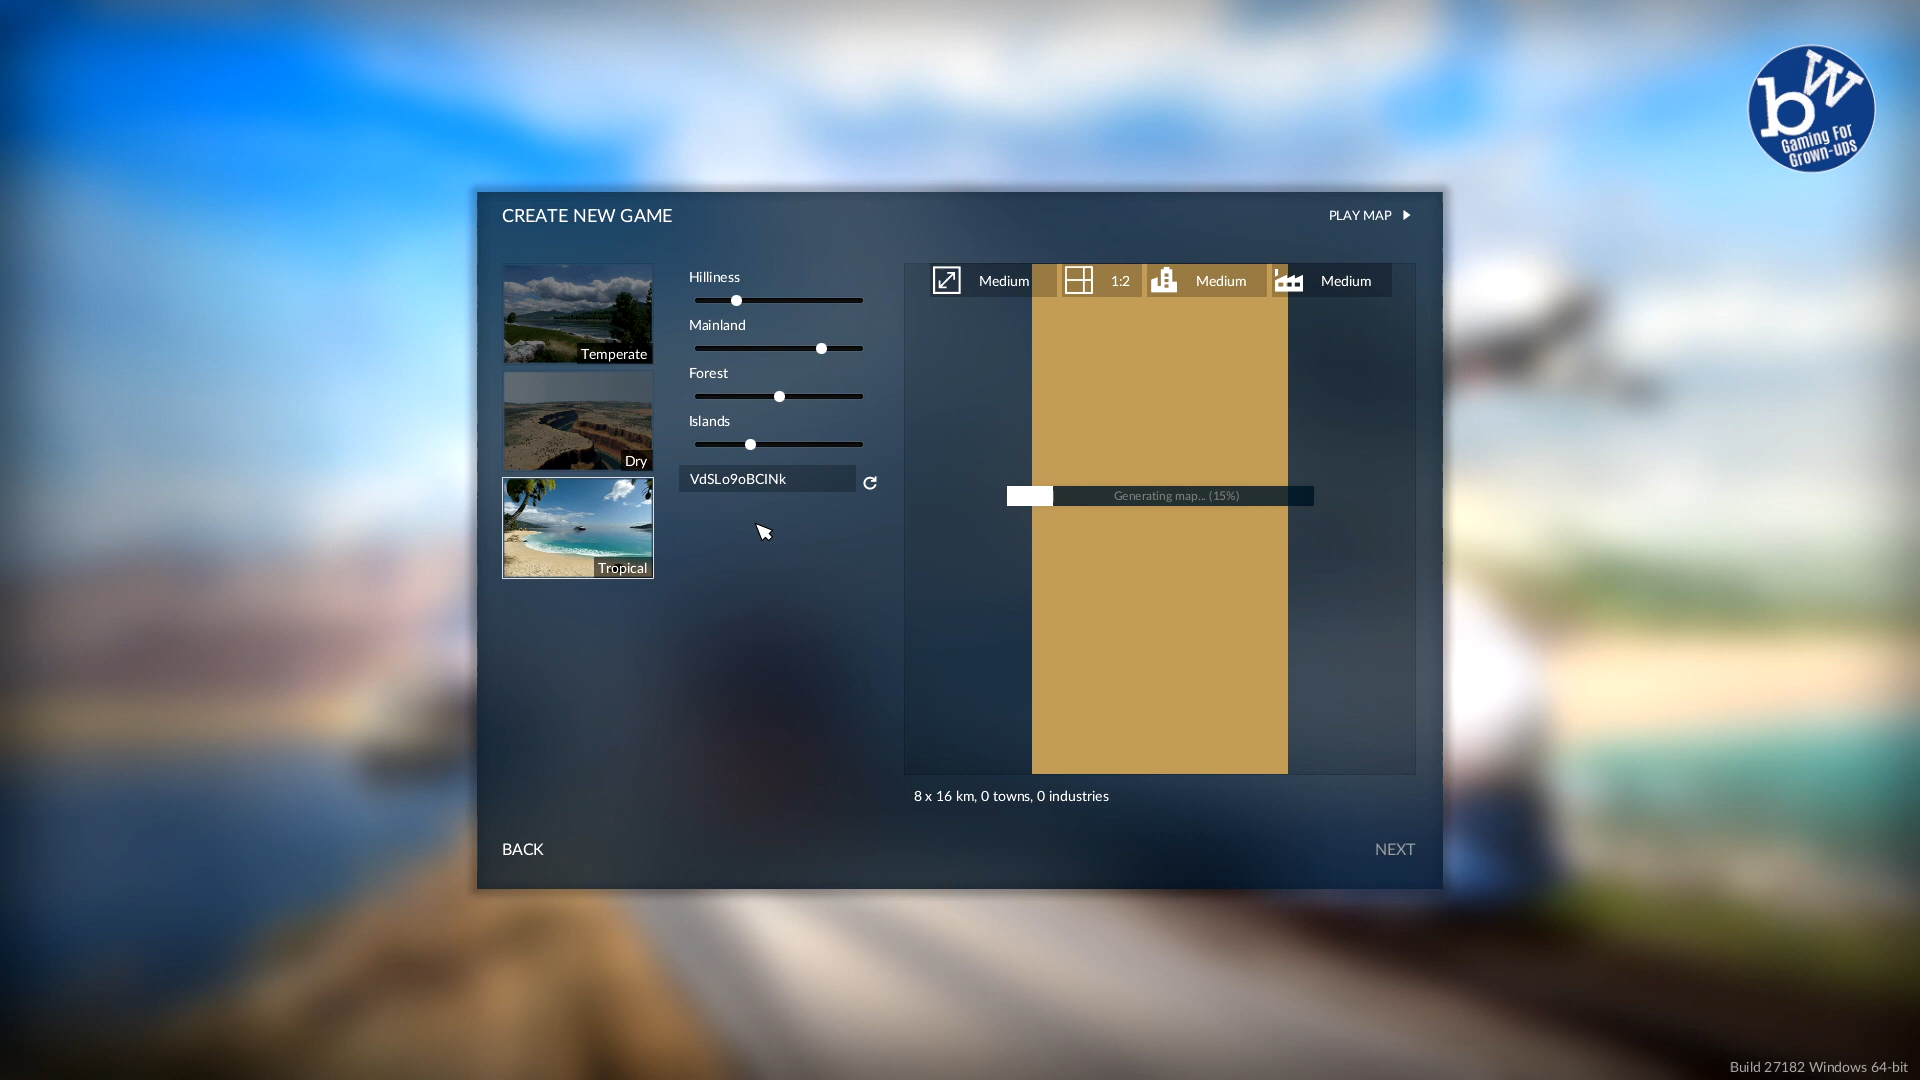 bw
Gaming For
Grown-ups
CREATE NEW GAME
PLAY MAP
Temperate
Dry
Tropical
Hilliness
Mainland
Forest
Islands
VdSLo9oBCINk
Medium
1:2
Medium
Medium
Generating map... (15%)
8 x 16 km, 0 towns, 0 industries
BACK
NEXT
Build 27182 Windows 64-bit